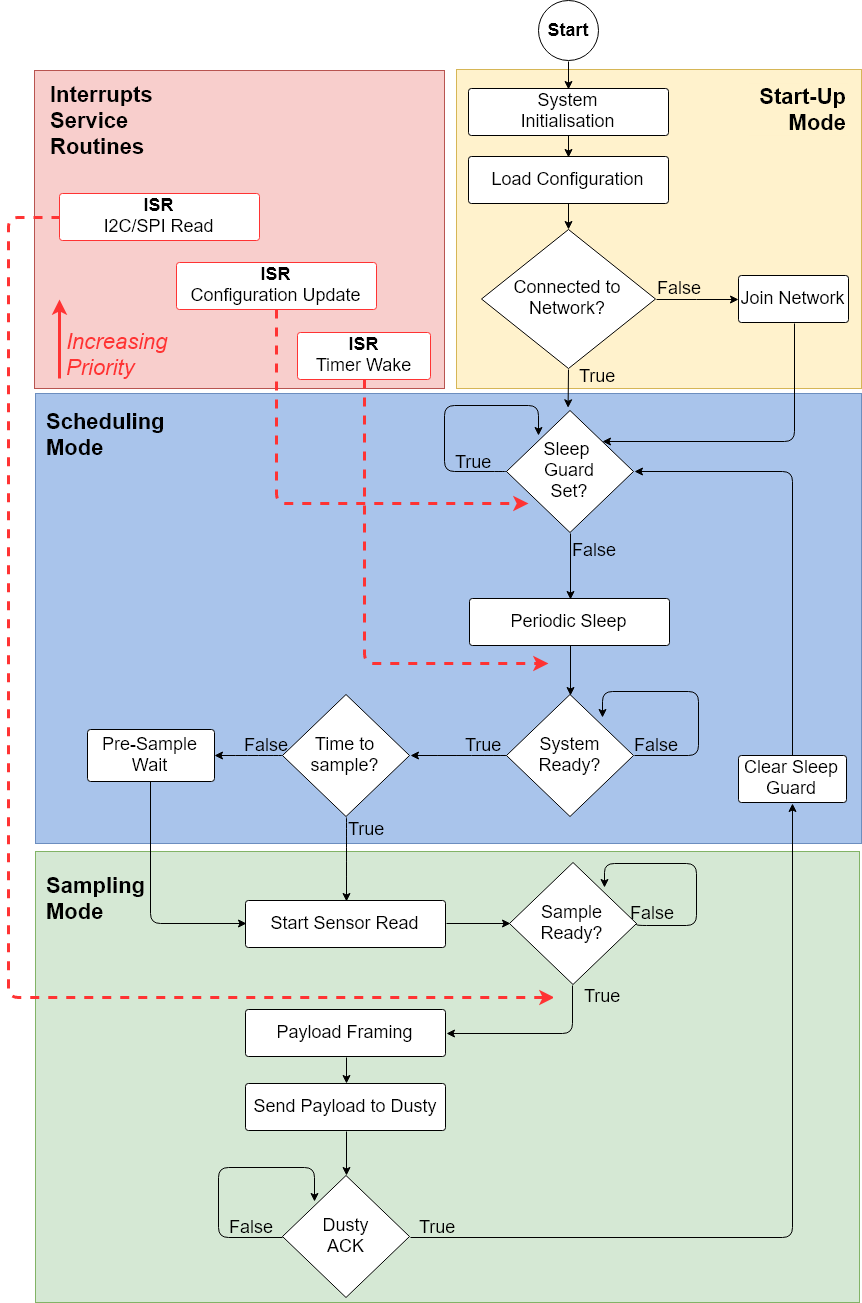 Start
Interrupts
Service
Routines
Start-Up
Mode
System
Initialisation
Load Configuration
ISR
I2C/SPI Read
ISR
Configuration Update
Connected to
Network?
False
Join Network
Increasing
Priority
ISR
Timer Wake
True
Scheduling
Mode
Sleep
Guard
Set?
True
False
Periodic Sleep
System
Ready?
False
True
Time to
sample?
False
Pre-Sample
Wait
True
Clear Sleep
Guard
Sampling
Mode
Start Sensor Read
Sample
Ready?
False
True
Payload Framing
Send Payload to Dusty
Dusty
ACK
False
True